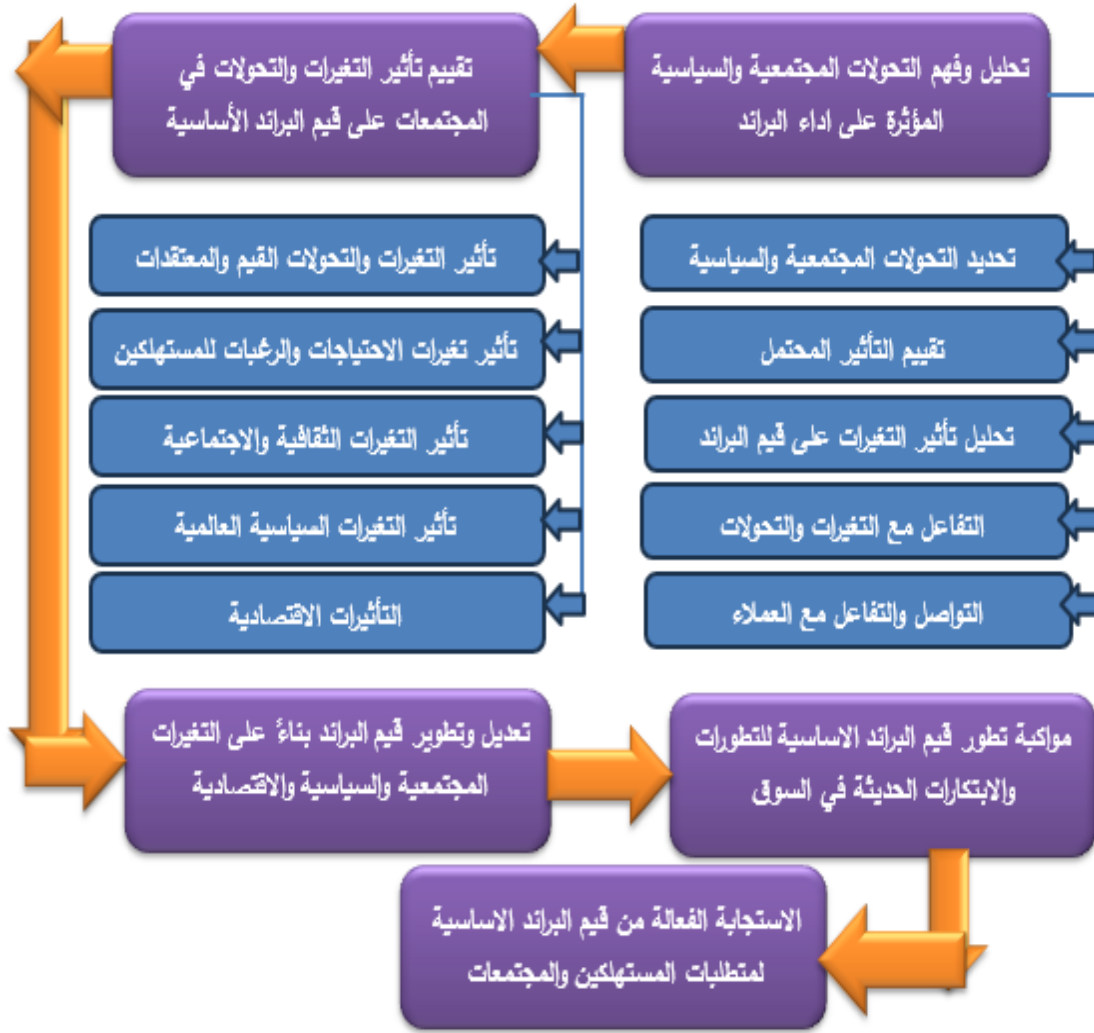 تحليل وفهم التحولات المجتمعية والسياسية
المؤثرة على اداء البراند
تحديد التحولات المجتمعية والسياسية
تقييم التأثير المحتمل
تحليل تأثير التغيرات على قيم البراند
التفاعل مع التغيرات والتحولات
التواصل والتفاعل مع العملاء
تقييم تأثير التغيرات والتحولات في
المجتمعات على قيم البراند الأساسية
تأثير التغيرات والتحولات القيم والمعتقدات
تأثير تغيرات الاحتياجات والرغبات للمستهلكين
تأثير التغيرات الثقافية والاجتماعية
تأثير التغيرات السياسية العالمية
التأثيرات الاقتصادية
تعديل وتطوير قيم البراند بناءً على التغيرات
المجتمعية والسياسية والاقتصادية
مواكبة تطور قيم البراند الاساسية للتطورات
والابتكارات الحديثة في السوق
الاستجابة الفعالة من قيم البراند الاساسية
لمتطلبات المستهلكين والمجتمعات